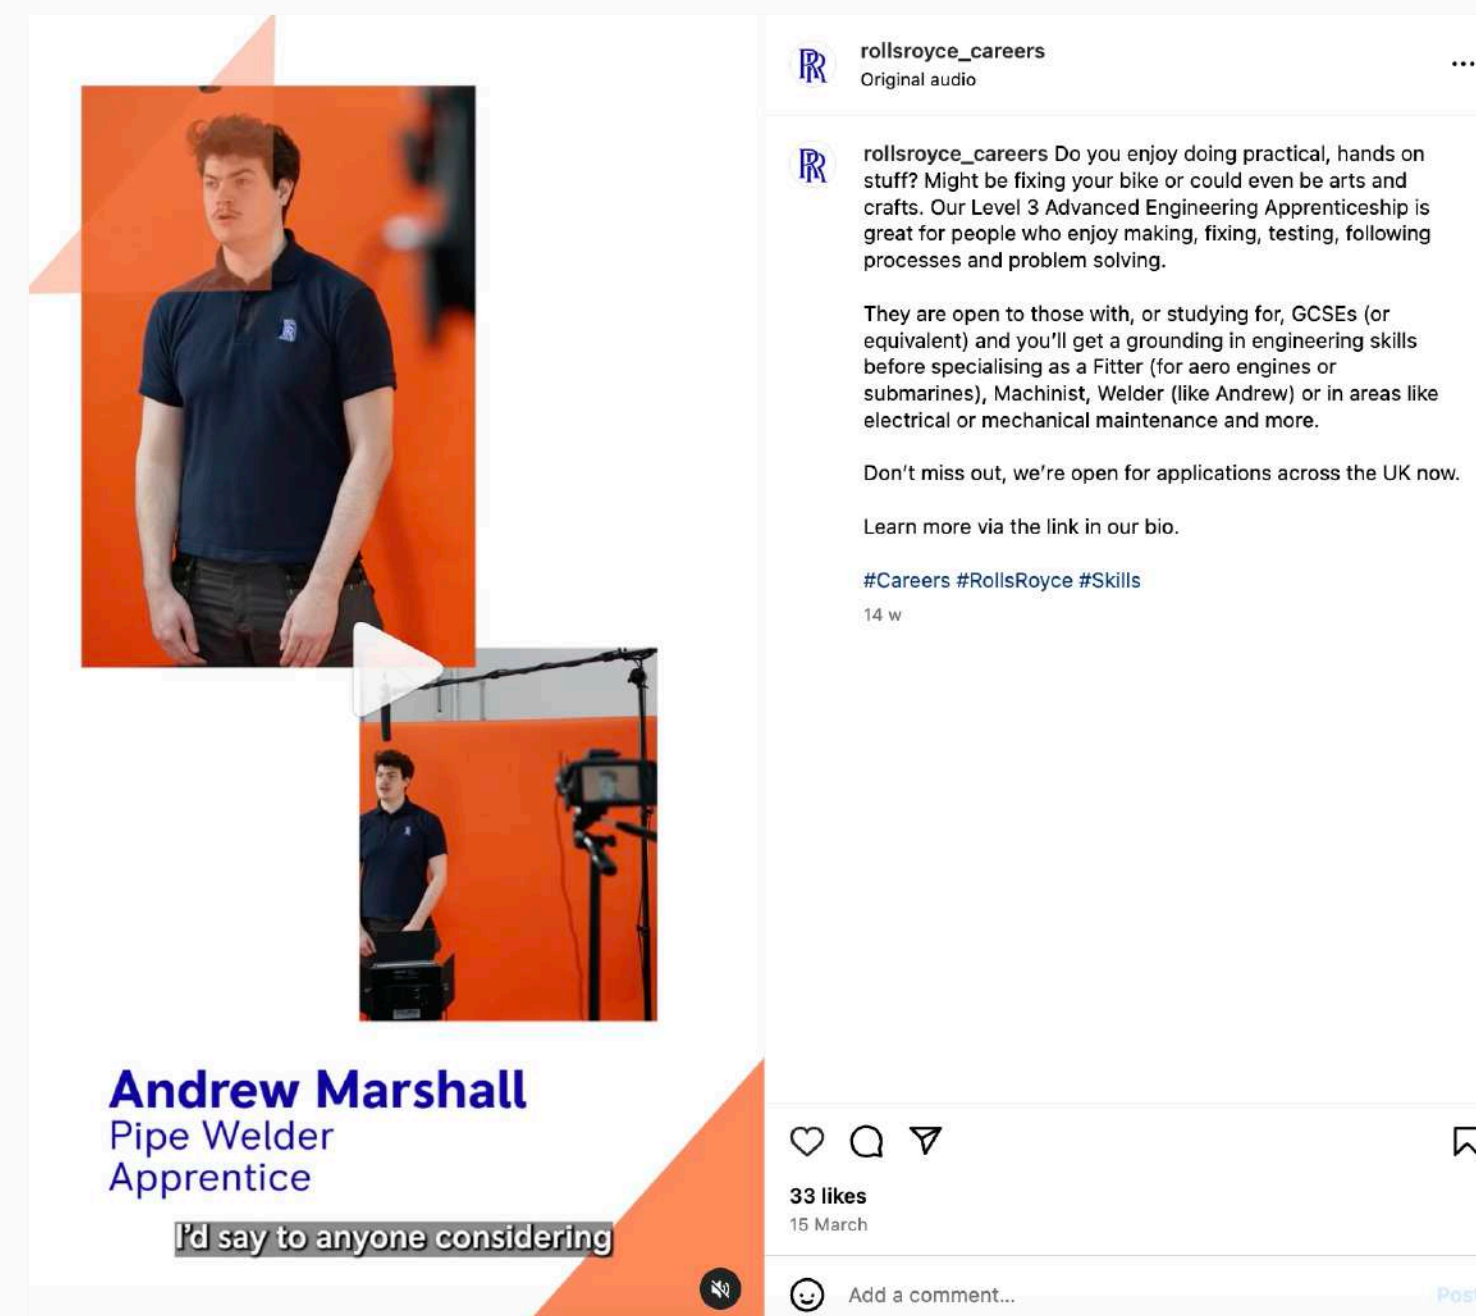 Andrew Marshall
Pipe Welder
Apprentice
I'd say to anyone considering
rollsroyce_careers
Original audio
rollsroyce_careers Do you enjoy doing practical, hands on
stuff? Might be fixing your bike or could even be arts and
crafts. Our Level 3 Advanced Engineering Apprenticeship is
great for people who enjoy making, fixing, testing, following
processes and problem solving.
They are open to those with, or studying for, GCSEs (or
equivalent) and you'll get a grounding in engineering skills
before specialising as a Fitter (for aero engines or
submarines), Machinist, Welder (like Andrew) or in areas like
electrical or mechanical maintenance and more.
Don't miss out, we're open for applications across the UK now.
Learn more via the link in our bio.
#Careers #RollsRoyce #Skills
14 w
33 likes
15 March
Add a comment...
Post